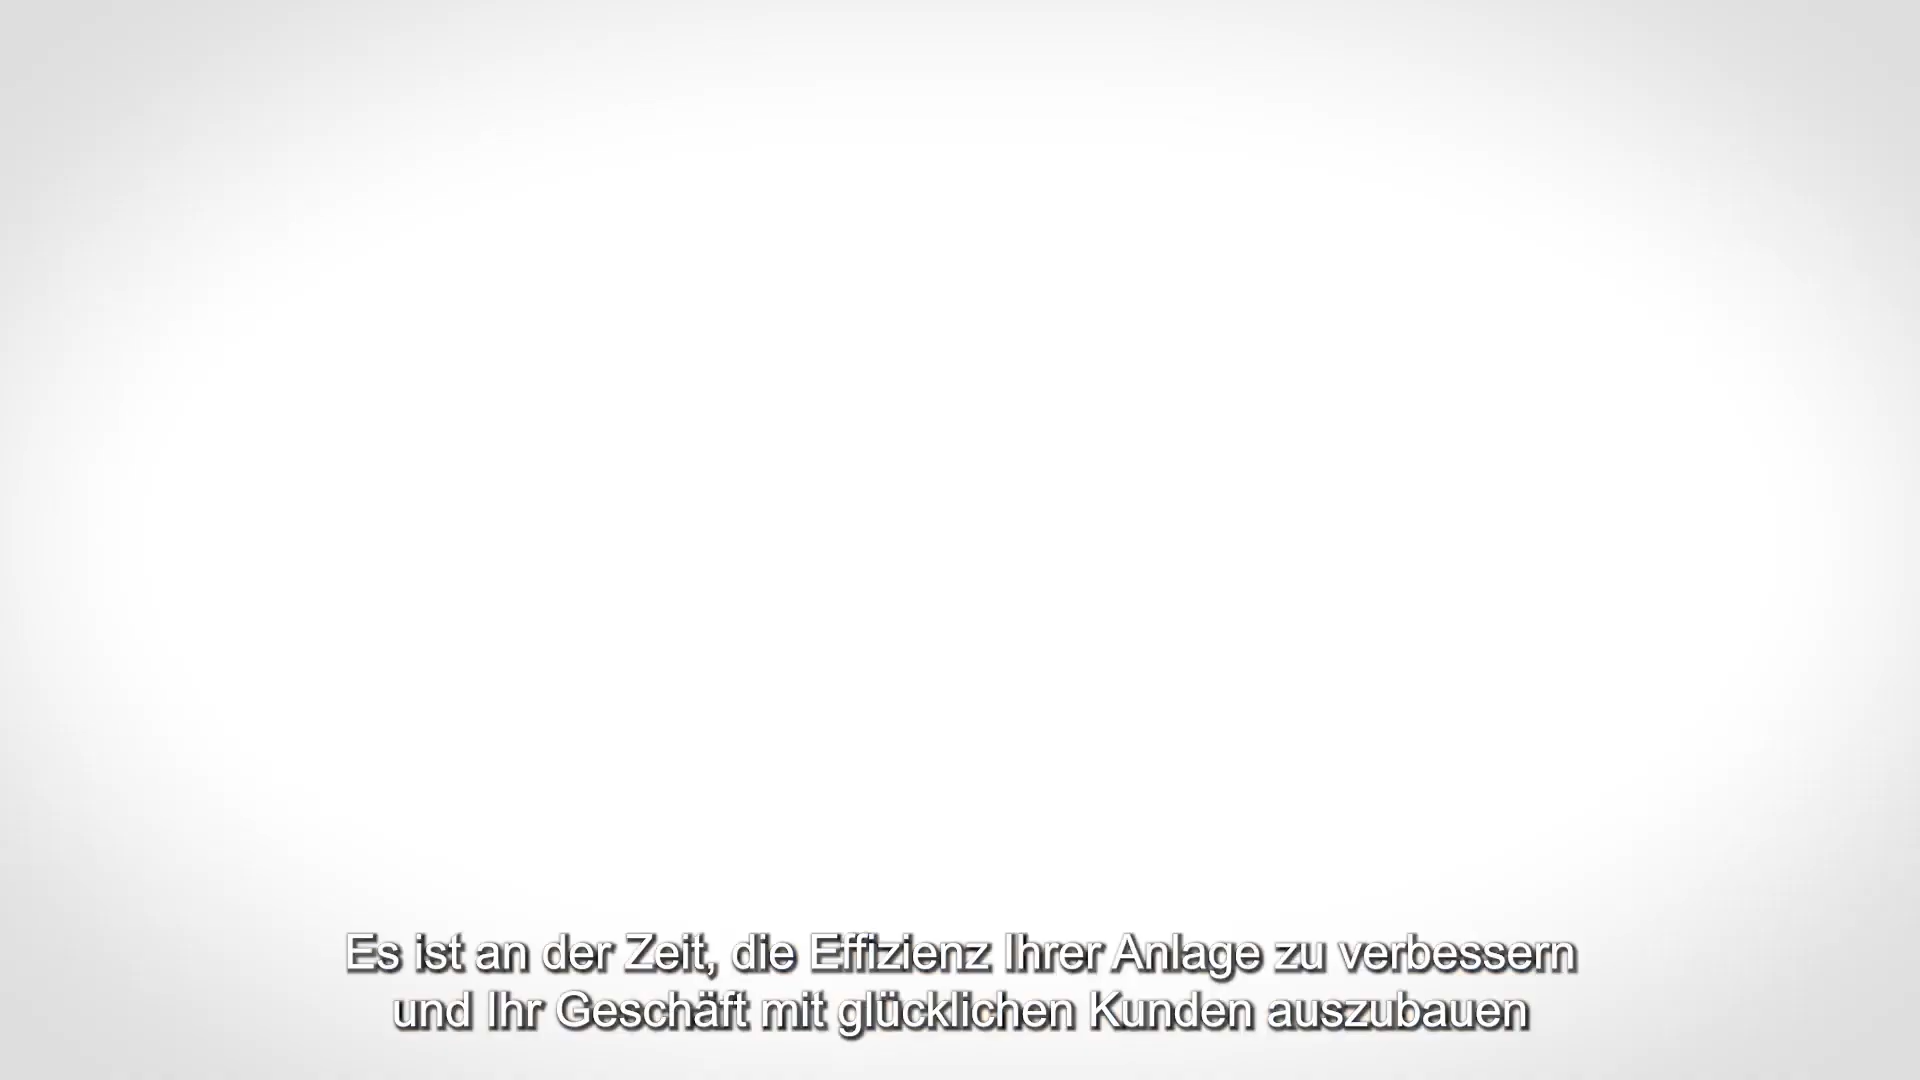 Es ist an der Zeit, die Effizienz Ihrer Anlage zu verbessern
und Ihr Geschäft mit glücklichen Kunden auszubauen